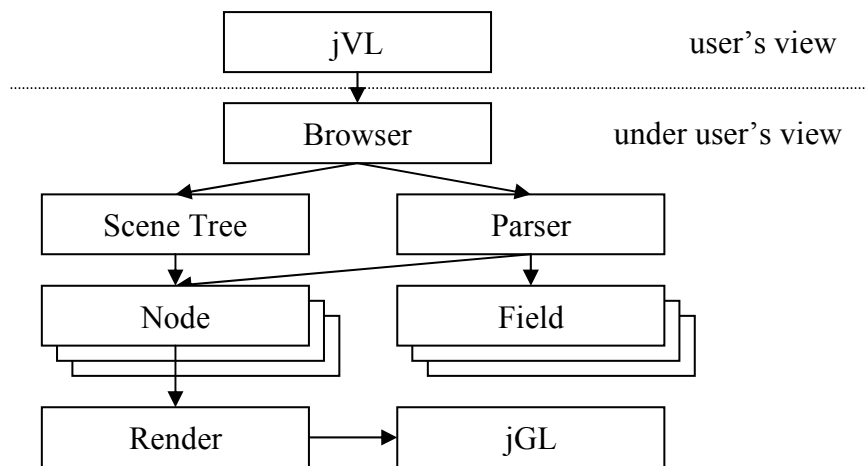 jVL
user’s view
Browser
under user’s view
Scene Tree
Parser
Node
Field
Render
jGL